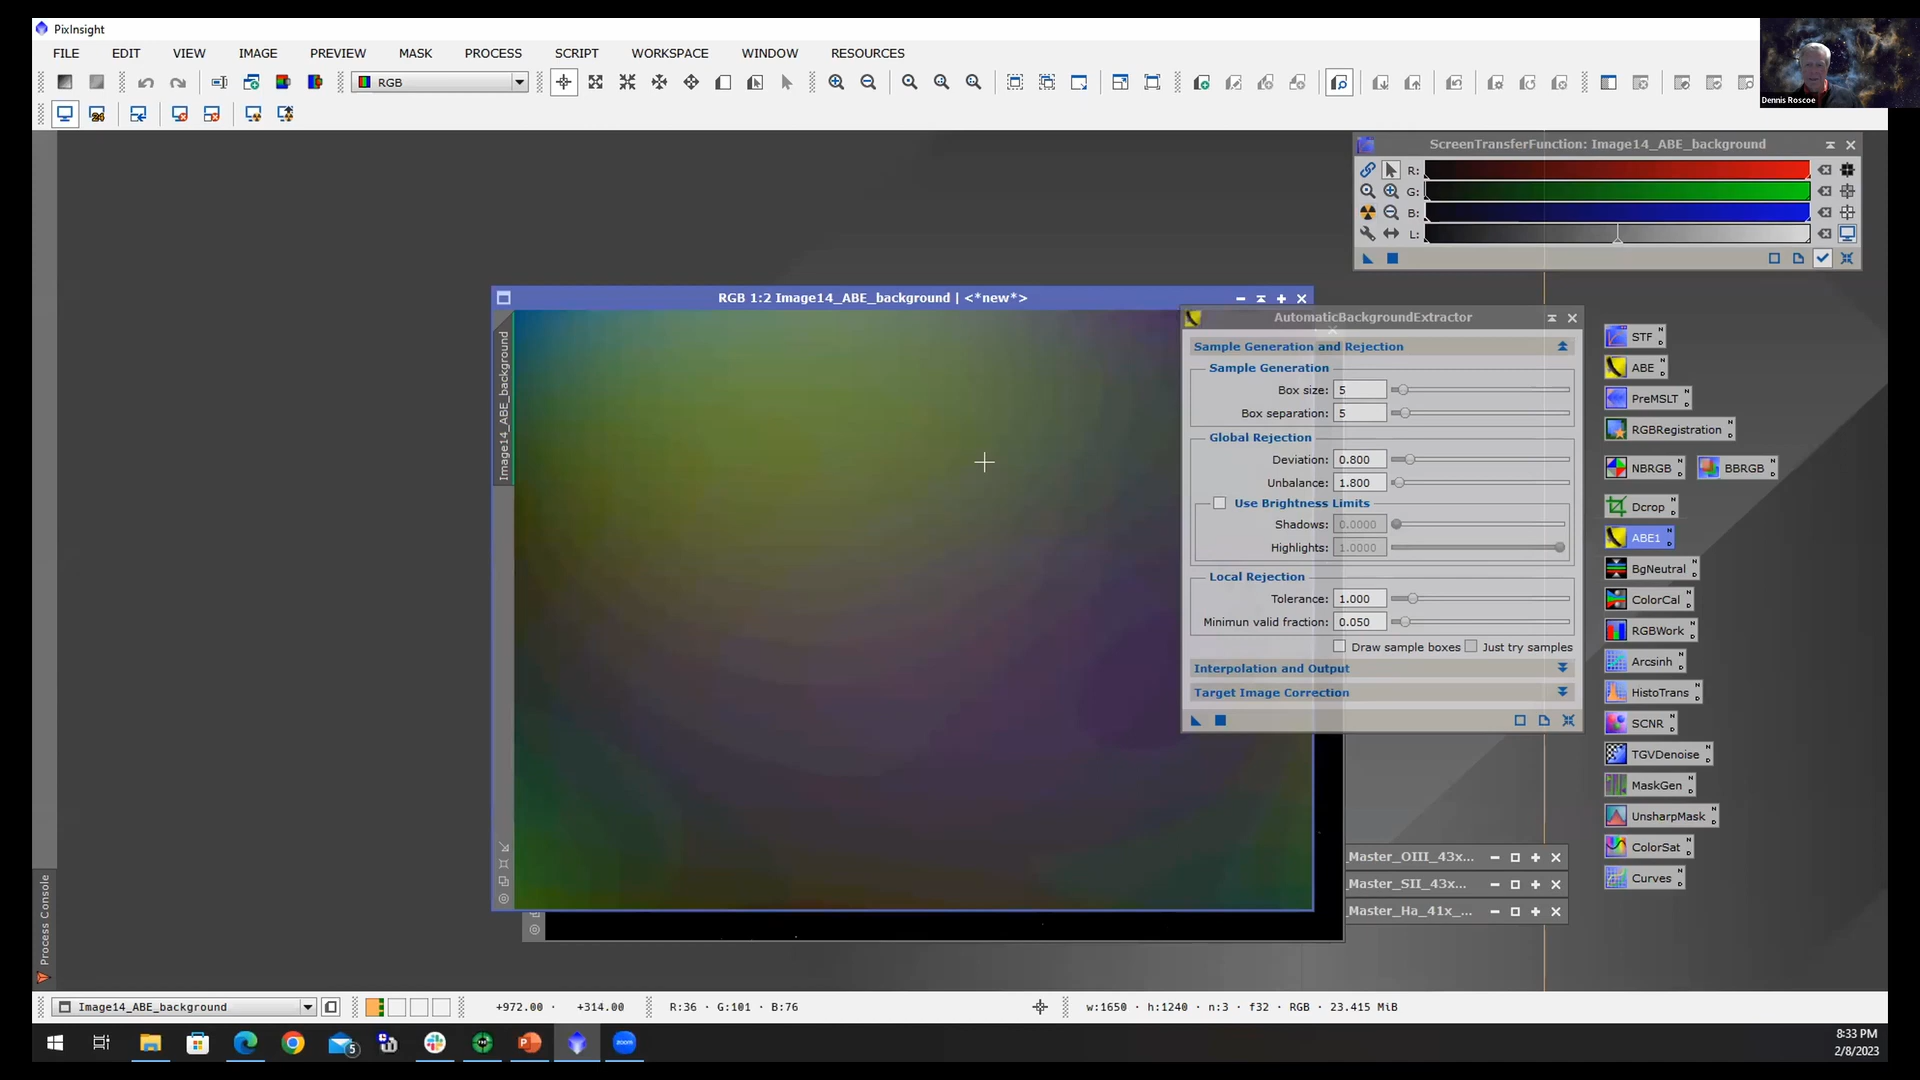 PixInsight
FILE EDIT VIEW IMAGE PREVIEW MASK PROCESS SCRIPT WORKSPACE WINDOW RESOURCES
RGB
24
Dennis Roscoe
ScreenTransferFunction: Image14_ABE_background
R:
G:
B:
L:
RGB 1:2 Image14_ABE_background | <*new*>
Image14_ABE_background
AutomaticBackgroundExtractor
Sample Generation and Rejection
Sample Generation
Box size: 5
Box separation: 5
Global Rejection
Deviation: 0.800
Unbalance: 1.800
Use Brightness Limits
Shadows: 0.0000
Highlights: 1.0000
Local Rejection
Tolerance: 1.000
Minimun valid fraction: 0.050
Draw sample boxes Just try samples
Interpolation and Output
Target Image Correction
STF N D
ABE N D
PreMSLT N D
RGBRegistration N D
NBRGB N D BBRGB N D
Dcrop N D
ABE1 N D
BgNeutral N D
ColorCal N D
RGBWork N D
Arcsinh N D
HistoTrans N D
SCNR N D
TGVDenoise N D
MaskGen N D
UnsharpMask N D
ColorSat N D
Curves N D
_Master_OIII_43x...
_Master_SII_43x...
_Master_Ha_41x_...
Process Console
Image14_ABE_background +972.00 · +314.00 R:36 · G:101 · B:76 w:1650 · h:1240 · n:3 · f32 · RGB · 23.415 MiB
5
zoom
8:33 PM
2/8/2023